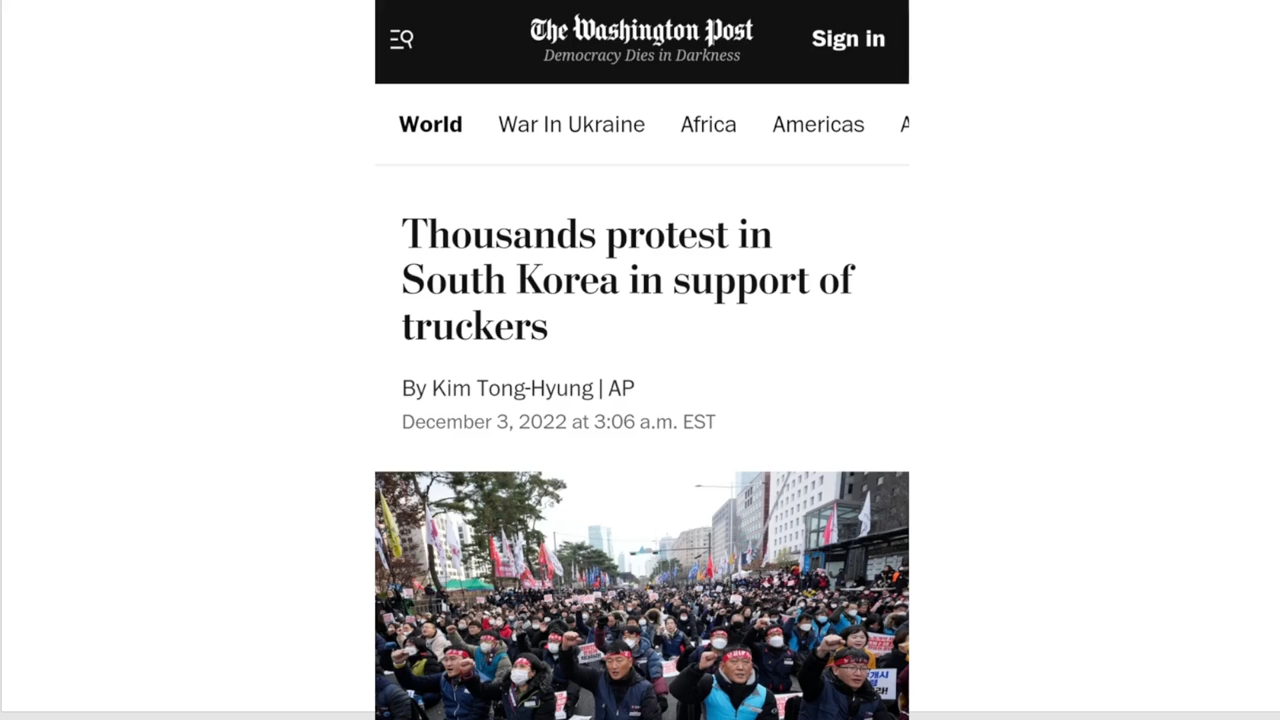 The Washington Post
Democracy Dies in Darkness
Sign in
World War In Ukraine Africa Americas A
Thousands protest in
South Korea in support of
truckers
By Kim Tong-Hyung | AP
December 3, 2022 at 3:06 a.m. EST